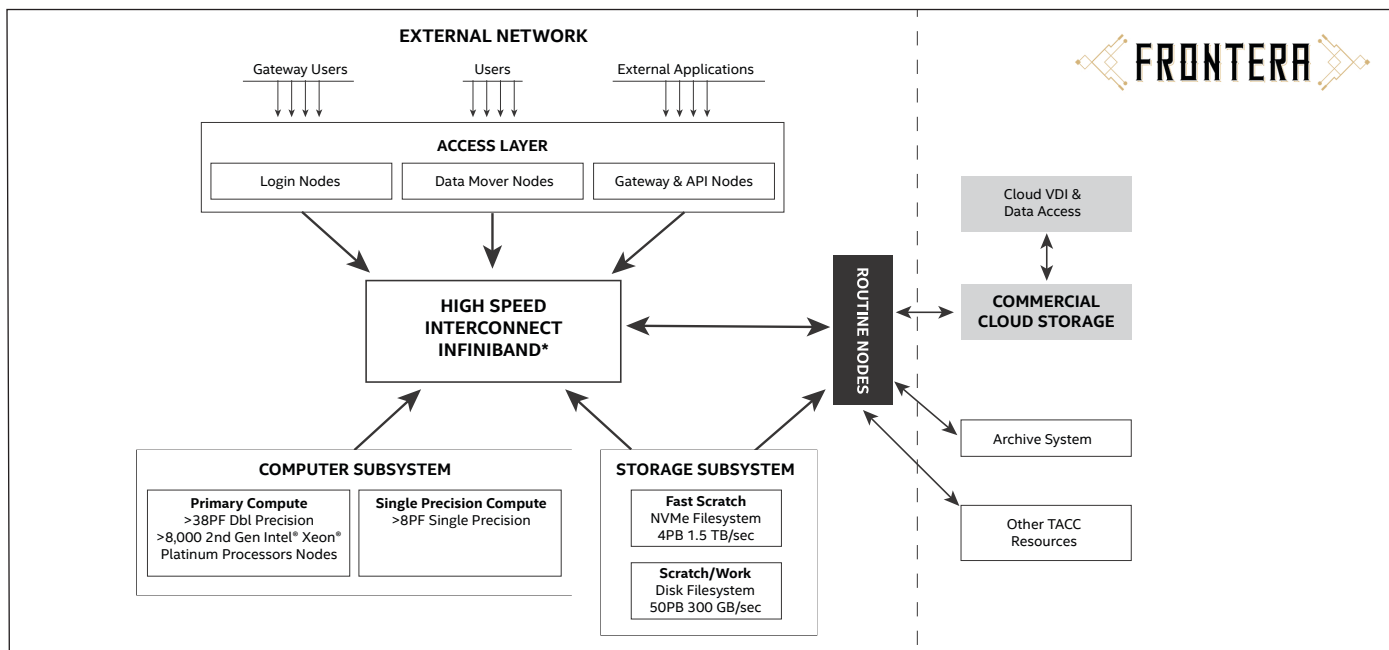 EXTERNAL NETWORK
FRONTERA
Gateway Users
Users
External Applications
ACCESS LAYER
Login Nodes
Data Mover Nodes
Gateway & API Nodes
Cloud VDI &
Data Access
HIGH SPEED
INTERCONNECT
INFINIBAND*
ROUTINE NODES
COMMERCIAL
CLOUD STORAGE
Archive System
Other TACC
Resources
COMPUTER SUBSYSTEM
Primary Compute
>38PF Dbl Precision
>8,000 2nd Gen Intel® Xeon®
Platinum Processors Nodes
Single Precision Compute
>8PF Single Precision
STORAGE SUBSYSTEM
Fast Scratch
NVMe Filesystem
4PB 1.5 TB/sec
Scratch/Work
Disk Filesystem
50PB 300 GB/sec